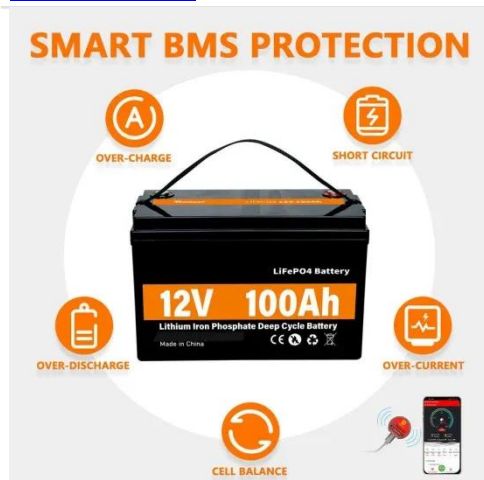 SMART BMS PROTECTION
OVER-CHARGE
SHORT CIRCUIT
LiFePO4 Battery
12V 100Ah
Lithium Iron Phosphate Deep Cycle Battery
Made in China
OVER-DISCHARGE
OVER-CURRENT
CELL BALANCE